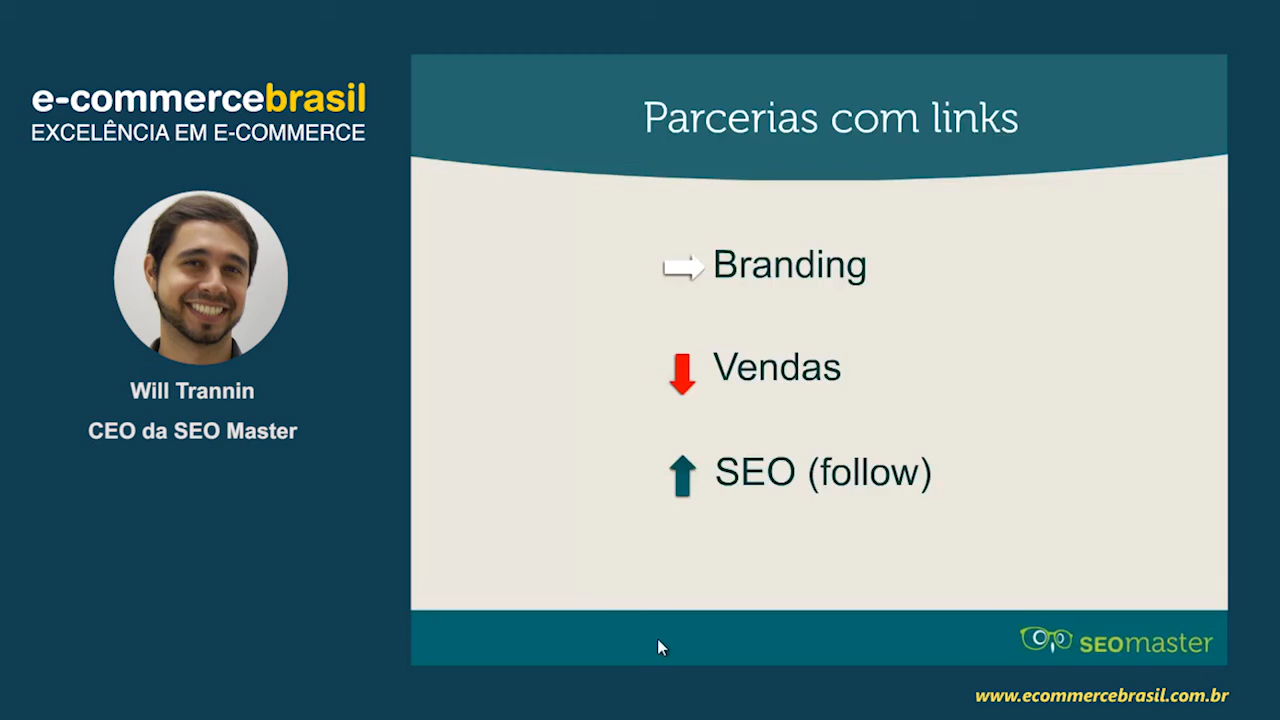 e-commercebrasil
EXCELÊNCIA EM E-COMMERCE
Will Trannin
CEO da SEO Master
Parcerias com links
Branding
Vendas
SEO (follow)
SEOmaster
www.ecommercebrasil.com.br